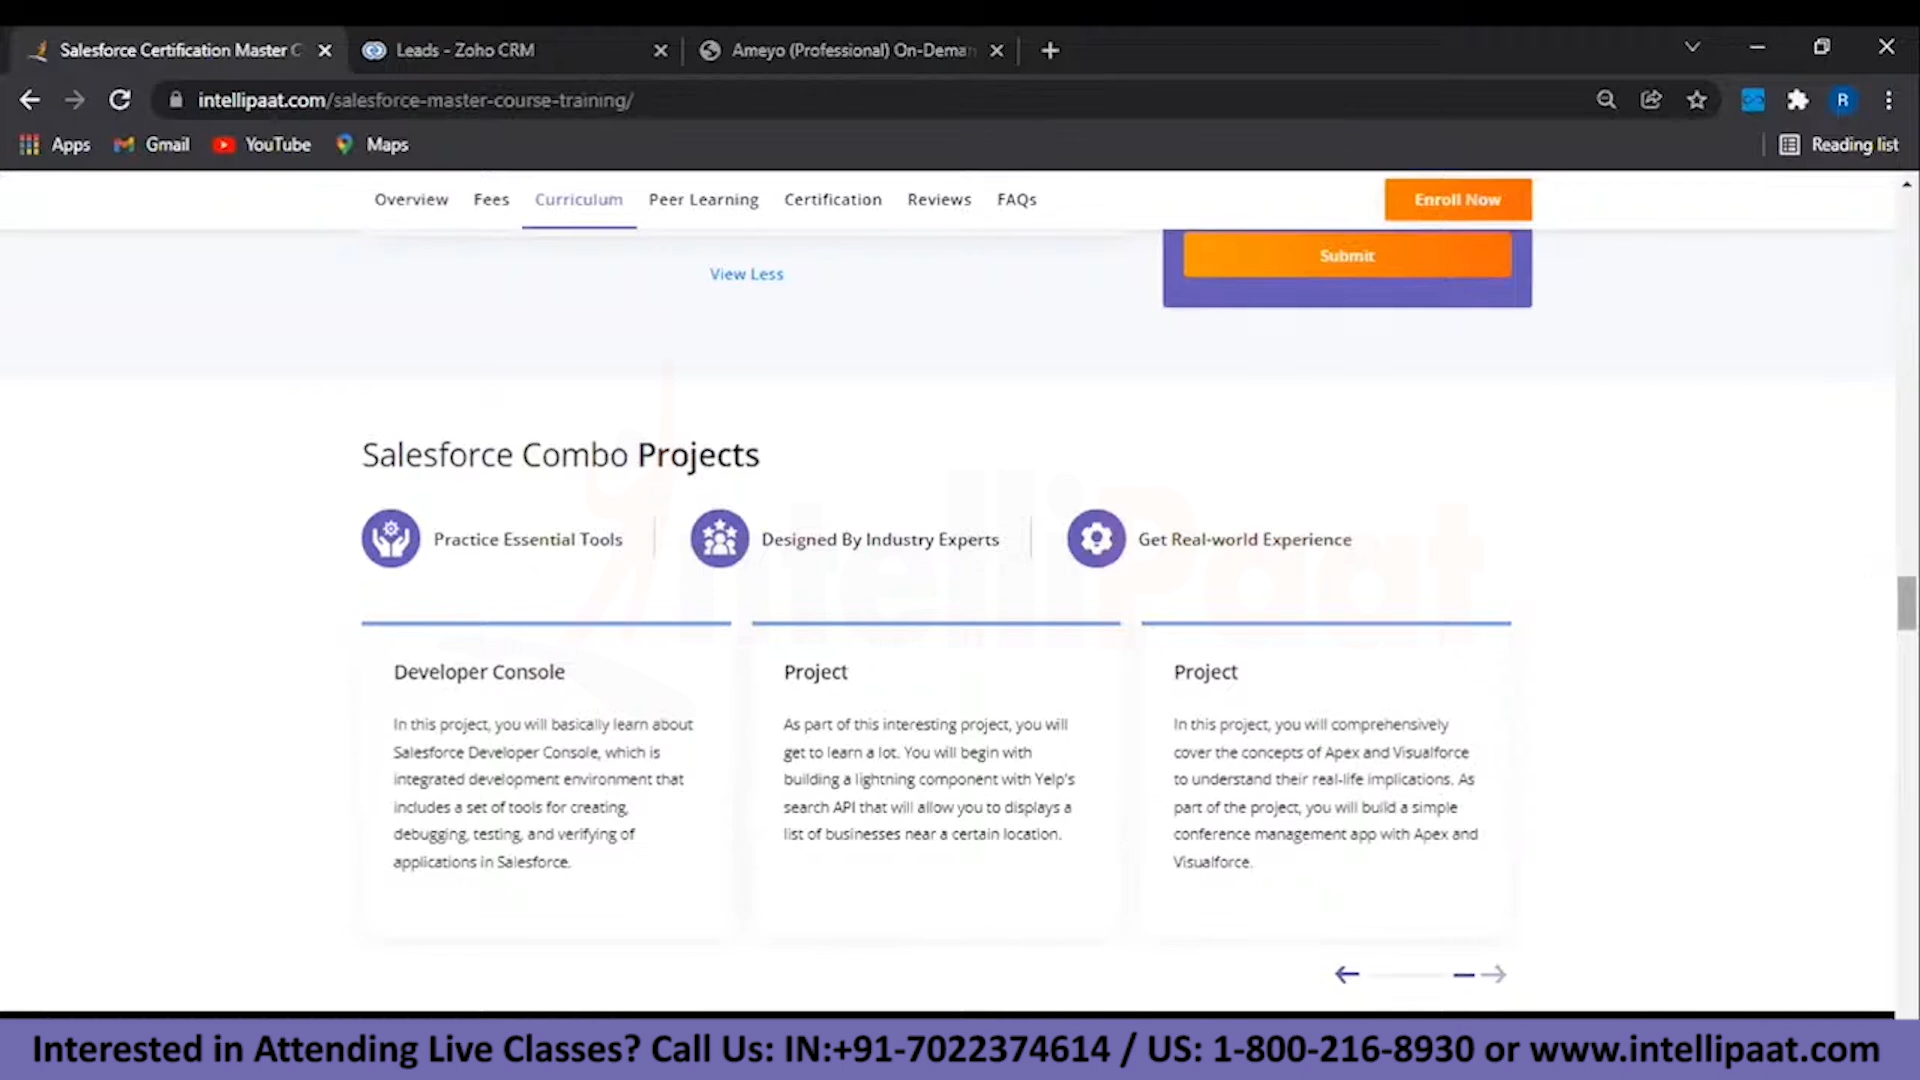 Salesforce Certification Master C
Leads - Zoho CRM
Ameyo (Professional) On-Deman
intellipaat.com/salesforce-master-course-training/
R
Apps
Gmail
YouTube
Maps
Reading list
Overview
Fees
Curriculum
Peer Learning
Certification
Reviews
FAQs
Enroll Now
Submit
View Less
Salesforce Combo Projects
Practice Essential Tools
Designed By Industry Experts
Get Real-world Experience
IntelliPaat
Developer Console
In this project, you will basically learn about
Salesforce Developer Console, which is
integrated development environment that
includes a set of tools for creating,
debugging, testing, and verifying of
applications in Salesforce.
Project
As part of this interesting project, you will
get to learn a lot. You will begin with
building a lightning component with Yelp's
search API that will allow you to displays a
list of businesses near a certain location.
Project
In this project, you will comprehensively
cover the concepts of Apex and Visualforce
to understand their real-life implications. As
part of the project, you will build a simple
conference management app with Apex and
Visualforce.
Interested in Attending Live Classes? Call Us: IN:+91-7022374614 / US: 1-800-216-8930 or www.intellipaat.com